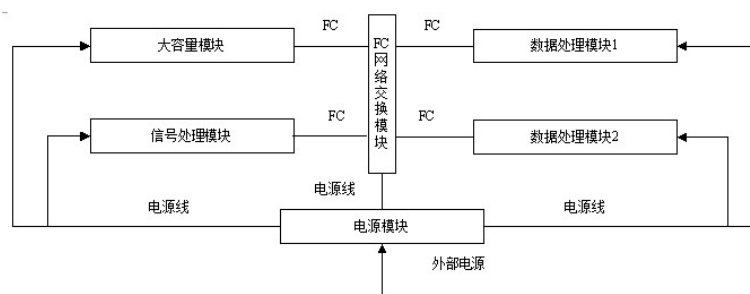 FC
FC
大容量模块
FC网络交换模块
数据处理模块1
FC
FC
信号处理模块
数据处理模块2
电源线
电源线
电源线
电源模块
外部电源